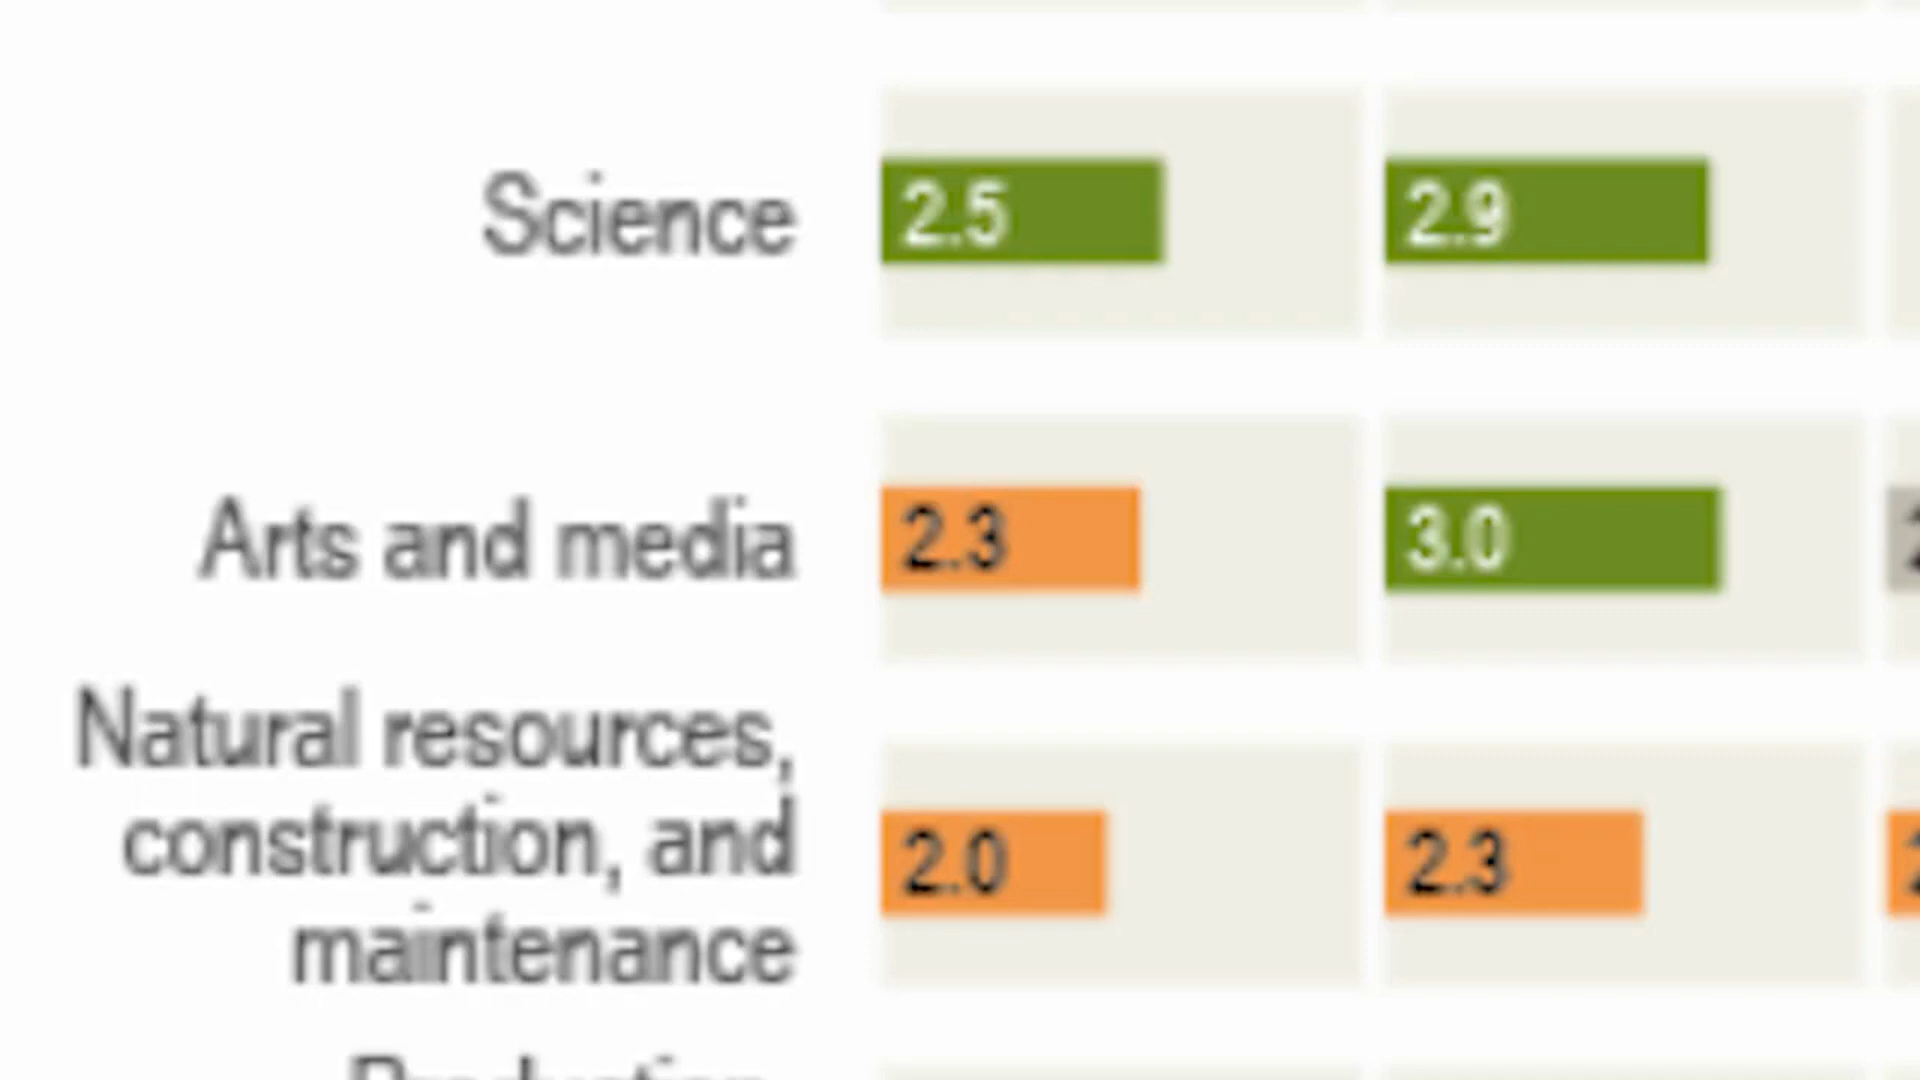 Science 2.5 2.9
Arts and media 2.3 3.0
Natural resources,
construction, and
maintenance 2.0 2.3